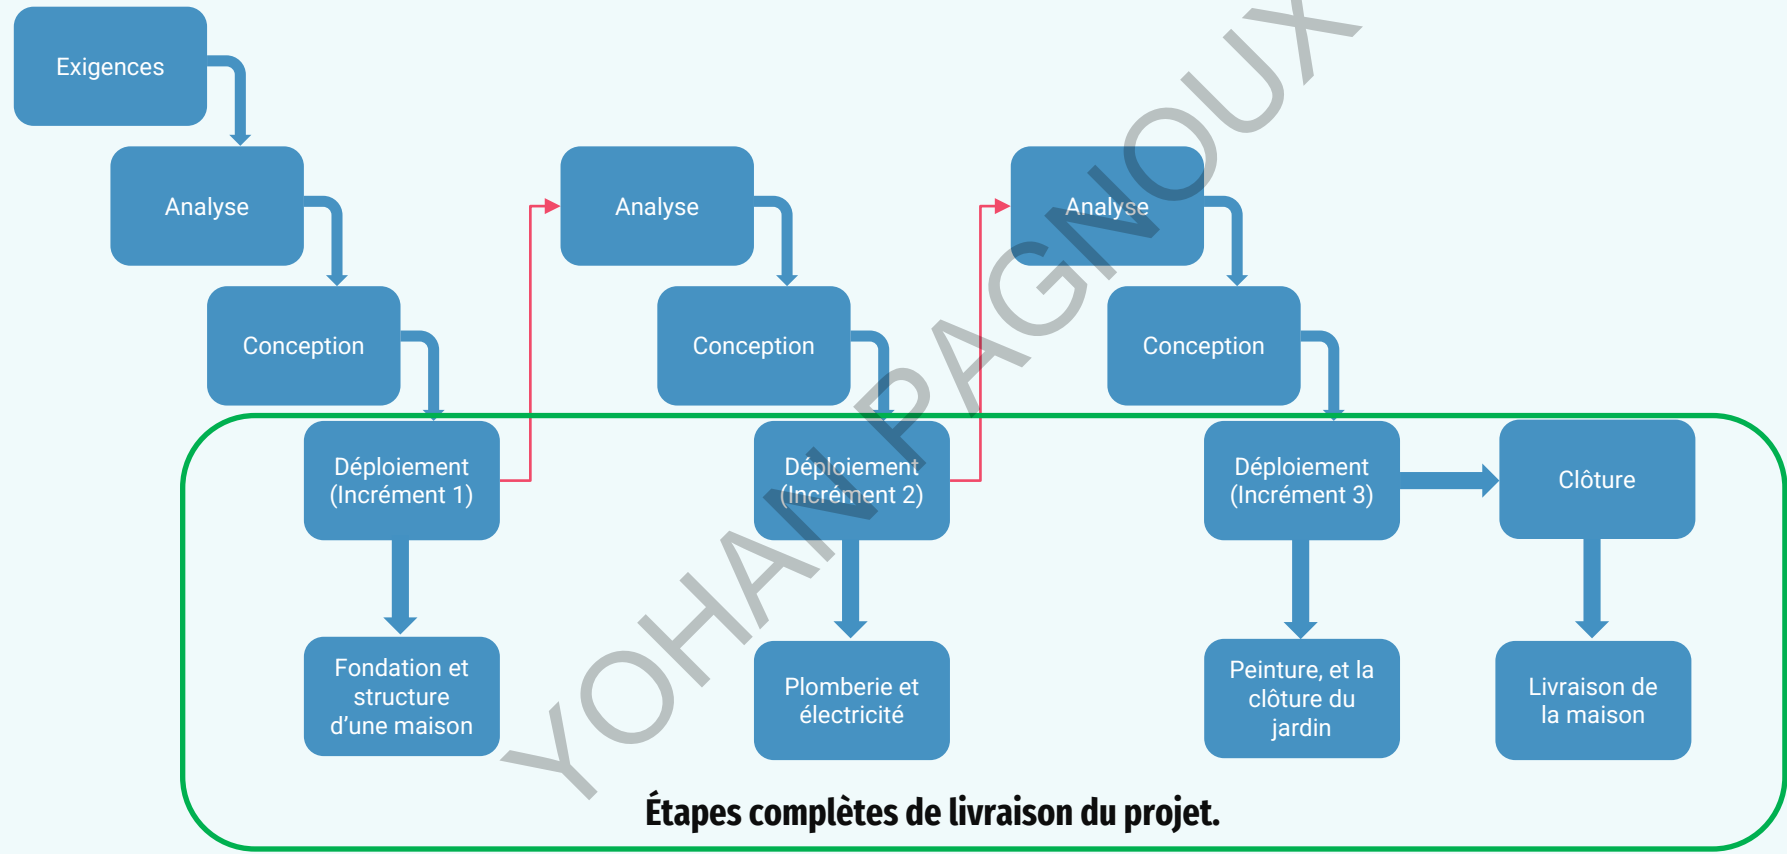 Exigences
Analyse
Analyse
Analyse
Conception
Conception
Conception
Déploiement
(Incrément 1)
Déploiement
(Incrément 2)
Déploiement
(Incrément 3)
Clôture
Fondation et
structure
d'une maison
Plomberie et
électricité
Peinture, et la
clôture du
jardin
Livraison de
la maison
Étapes complètes de livraison du projet.
YOHAN PAGNOUX